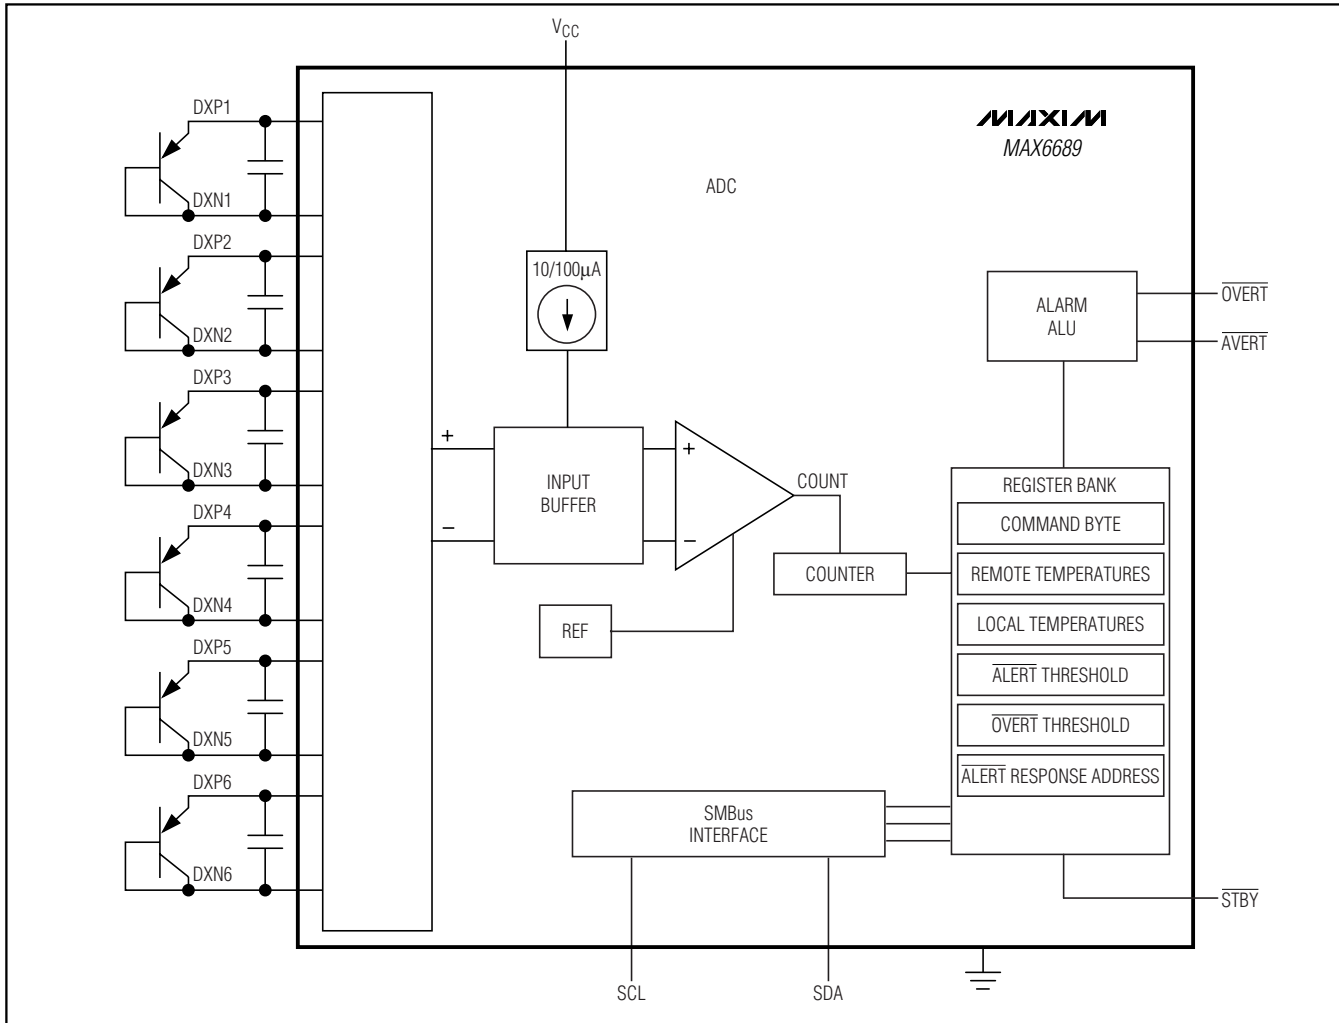 VCC
DXP1
DXN1
DXP2
DXN2
DXP3
DXN3
DXP4
DXN4
DXP5
DXN5
DXP6
DXN6
MAXIM
MAX6689
ADC
10/100µA
INPUT
BUFFER
+
−
+
−
REF
COUNT
COUNTER
ALARM
ALU
OVERT
AVERT
REGISTER BANK
COMMAND BYTE
REMOTE TEMPERATURES
LOCAL TEMPERATURES
ALERT THRESHOLD
OVERT THRESHOLD
ALERT RESPONSE ADDRESS
SMBus
INTERFACE
STBY
SCL
SDA